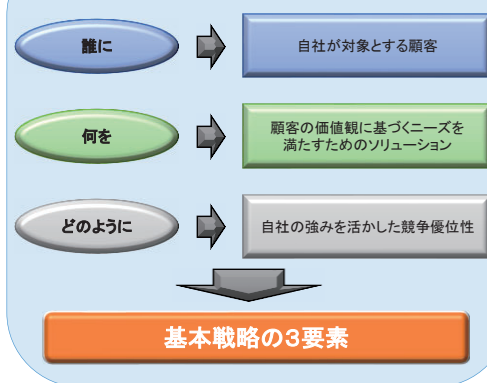 誰に
自社が対象とする顧客
何を
顧客の価値観に基づくニーズを
満たすためのソリューション
どのように
自社の強みを活かした競争優位性
基本戦略の3要素